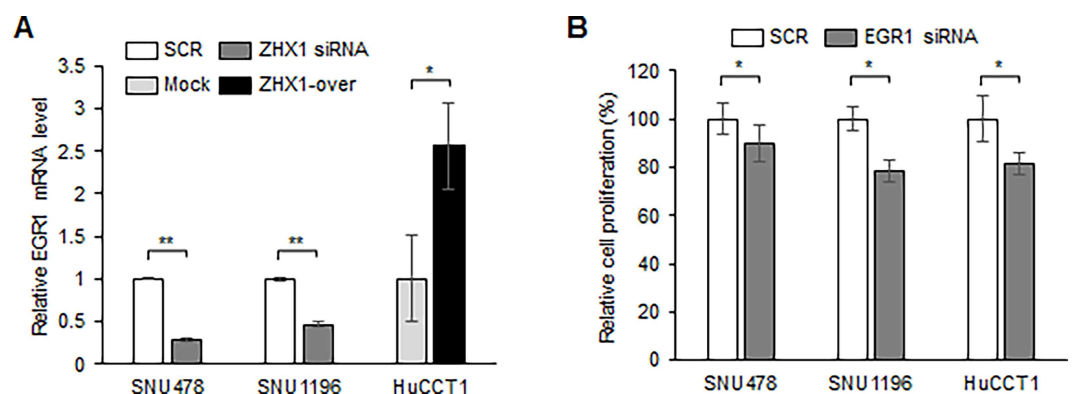 A
SCR ZHX1 siRNA
Mock ZHX1-over
Relative EGR1 mRNA level
3.5
3
2.5
2
1.5
1
0.5
0
**
**
*
SNU478 SNU1196 HuCCT1
B
SCR EGR1 siRNA
Relative cell proliferation (%)
120
100
80
60
40
20
0
*
*
*
SNU478 SNU1196 HuCCT1